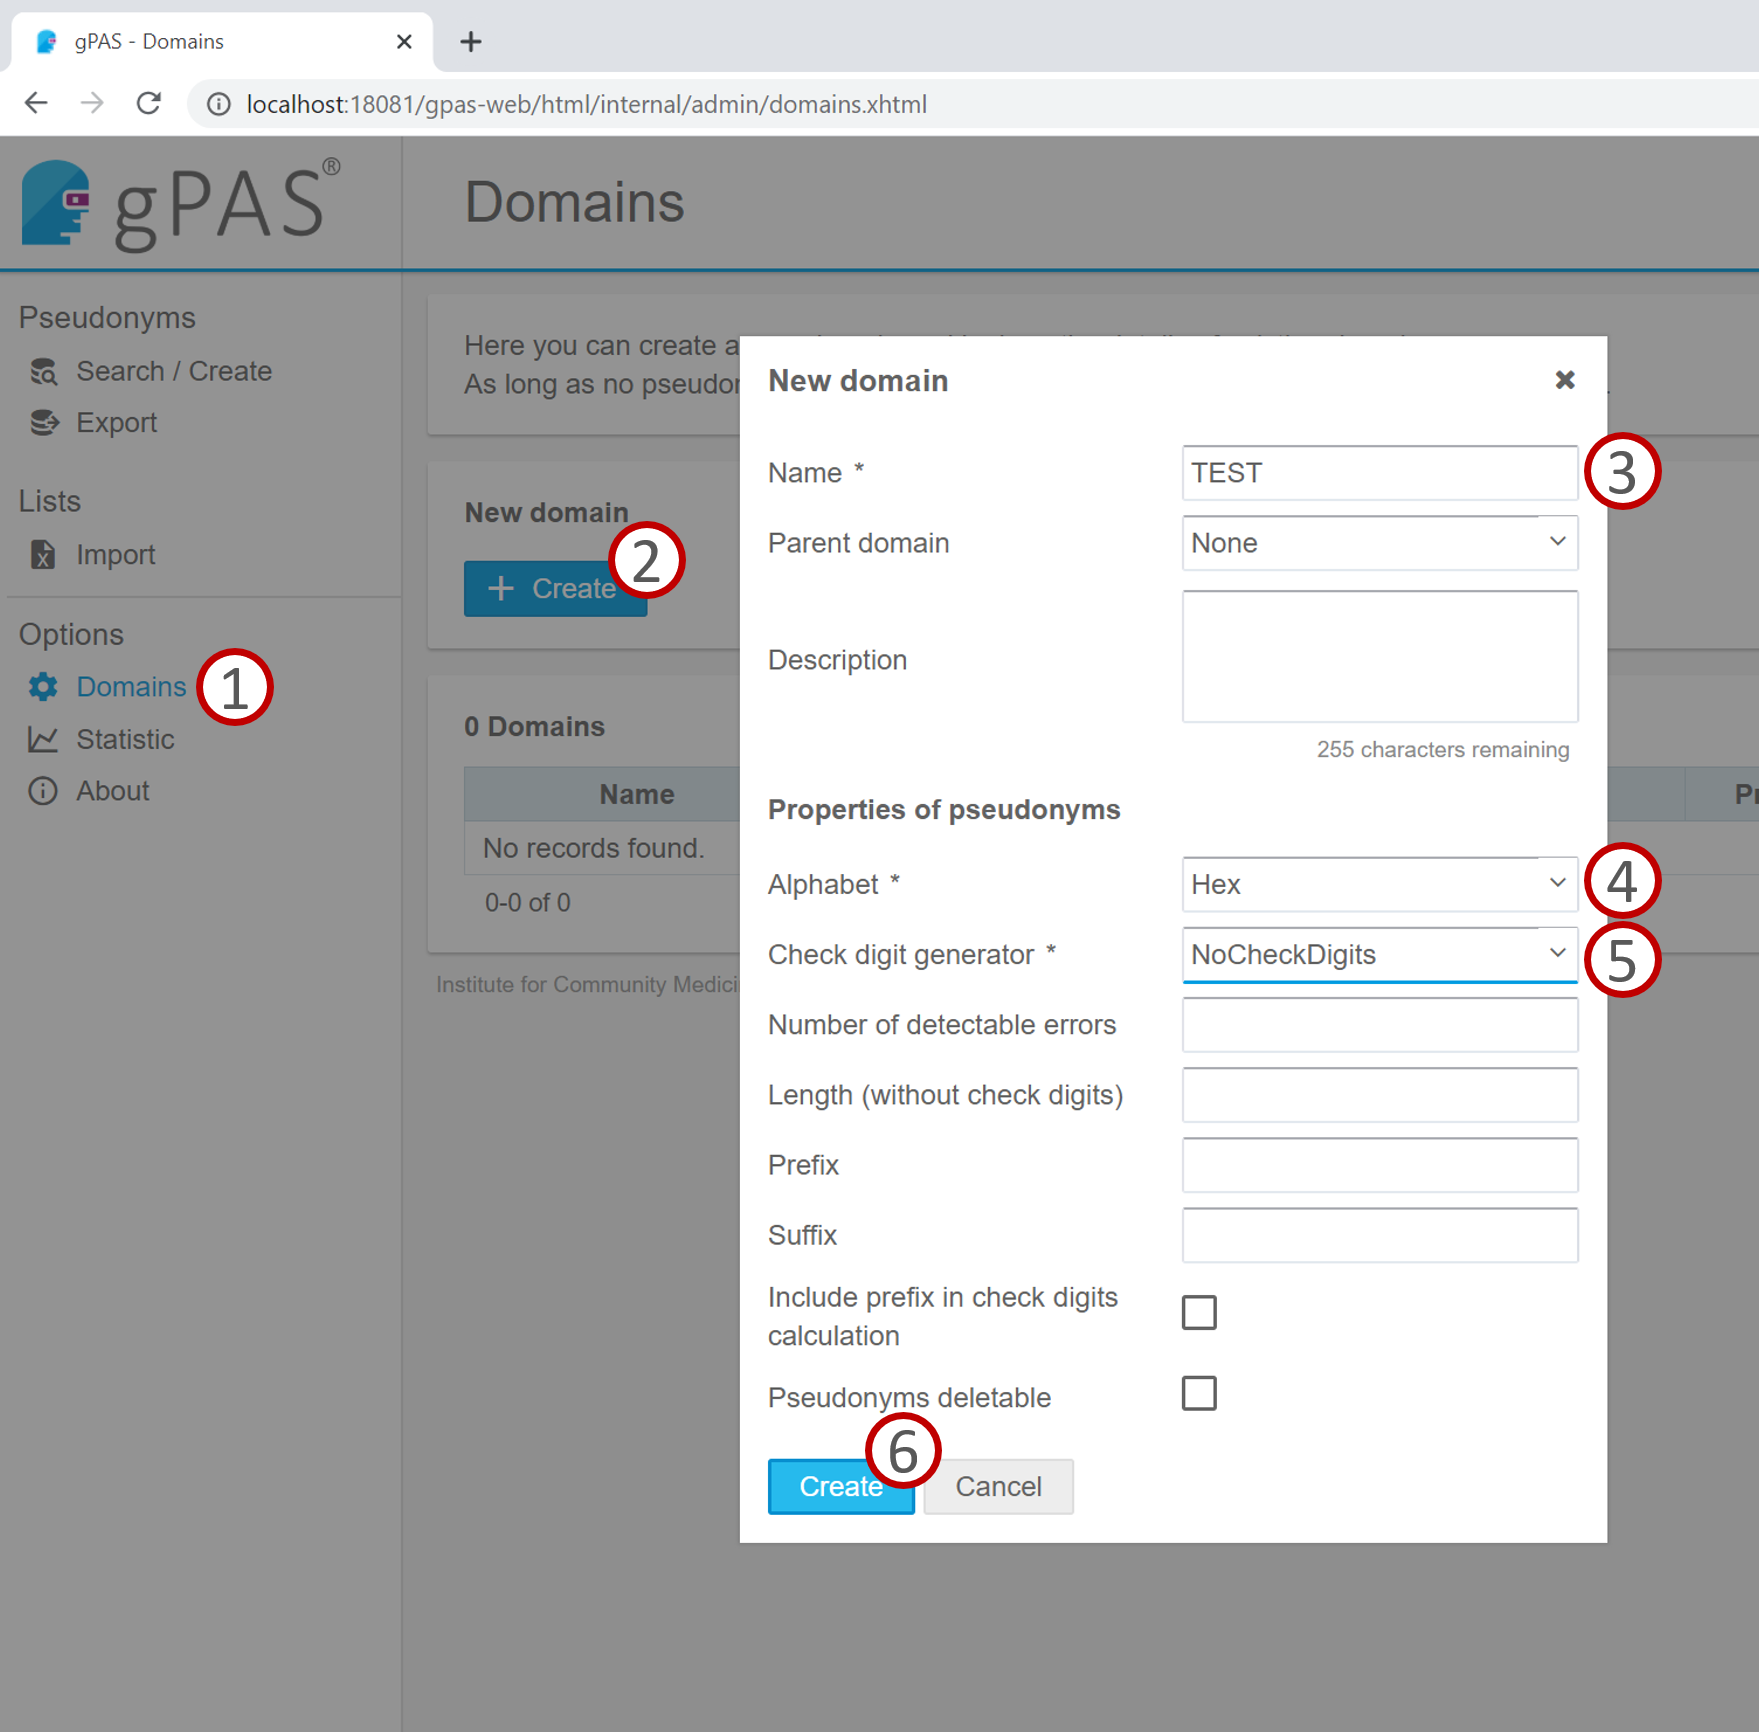 gPAS - Domains
localhost:18081/gpas-web/html/internal/admin/domains.xhtml
gPAS®
Domains
Pseudonyms
Search / Create
Export
Lists
Import
Options
Domains
1
Statistic
About
Here you can create a
As long as no pseudon
New domain
Create
2
0 Domains
Name
Pr
No records found.
0-0 of 0
Institute for Community Medici
New domain
Name * TEST
3
Parent domain None
Description
255 characters remaining
Properties of pseudonyms
Alphabet * Hex
4
Check digit generator * NoCheckDigits
5
Number of detectable errors
Length (without check digits)
Prefix
Suffix
Include prefix in check digits
calculation
Pseudonyms deletable
6
Create Cancel